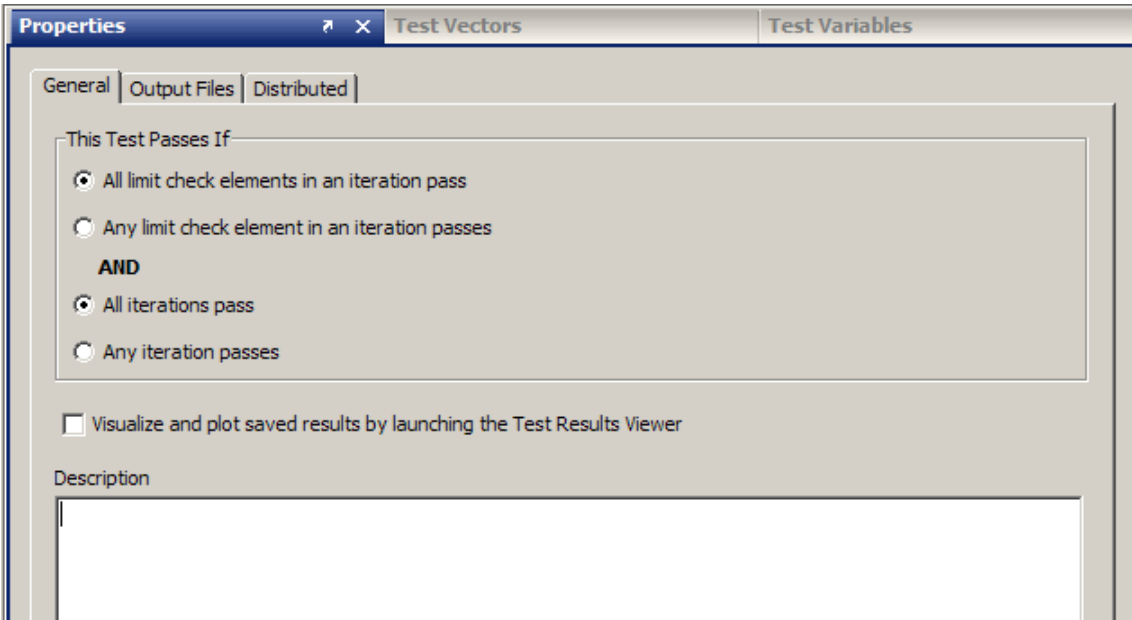 Properties Test Vectors Test Variables
General Output Files Distributed
This Test Passes If
All limit check elements in an iteration pass
Any limit check element in an iteration passes
AND
All iterations pass
Any iteration passes
Visualize and plot saved results by launching the Test Results Viewer
Description